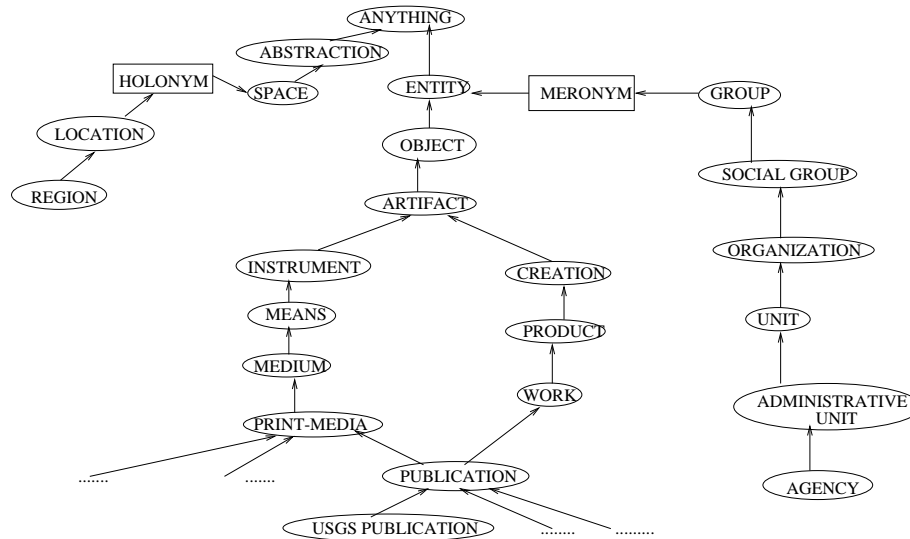 ANYTHING
ABSTRACTION
HOLONYM
SPACE
ENTITY
MERONYM
GROUP
LOCATION
OBJECT
REGION
SOCIAL GROUP
ARTIFACT
ORGANIZATION
INSTRUMENT
CREATION
MEANS
PRODUCT
UNIT
MEDIUM
WORK
ADMINISTRATIVE
UNIT
PRINT-MEDIA
.......
.......
PUBLICATION
AGENCY
USGS PUBLICATION
........
.........